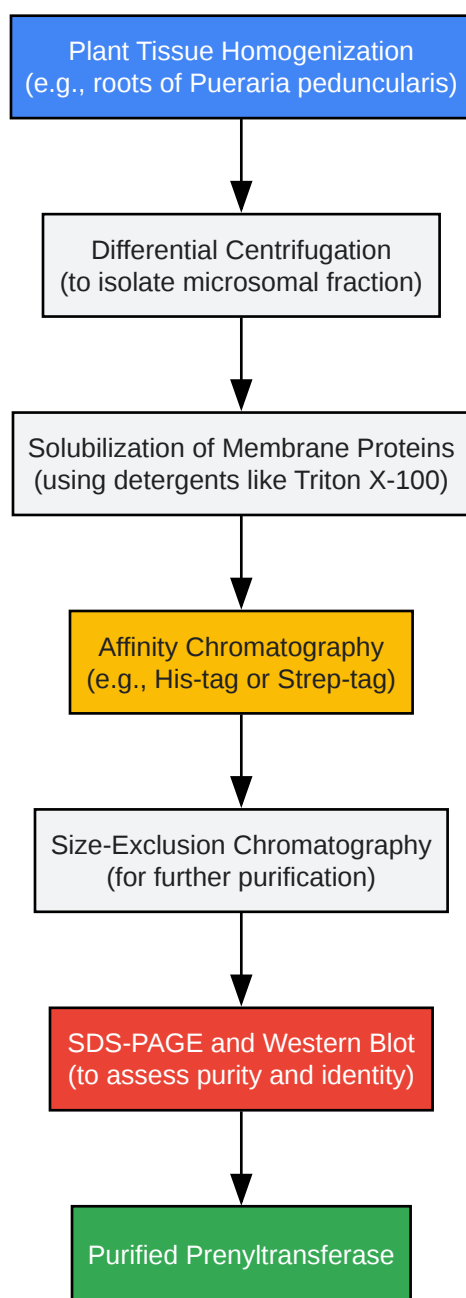 Plant Tissue Homogenization
(e.g., roots of Pueraria peduncularis)
Differential Centrifugation
(to isolate microsomal fraction)
Solubilization of Membrane Proteins
(using detergents like Triton X-100)
Affinity Chromatography
(e.g., His-tag or Strep-tag)
Size-Exclusion Chromatography
(for further purification)
SDS-PAGE and Western Blot
(to assess purity and identity)
Purified Prenyltransferase